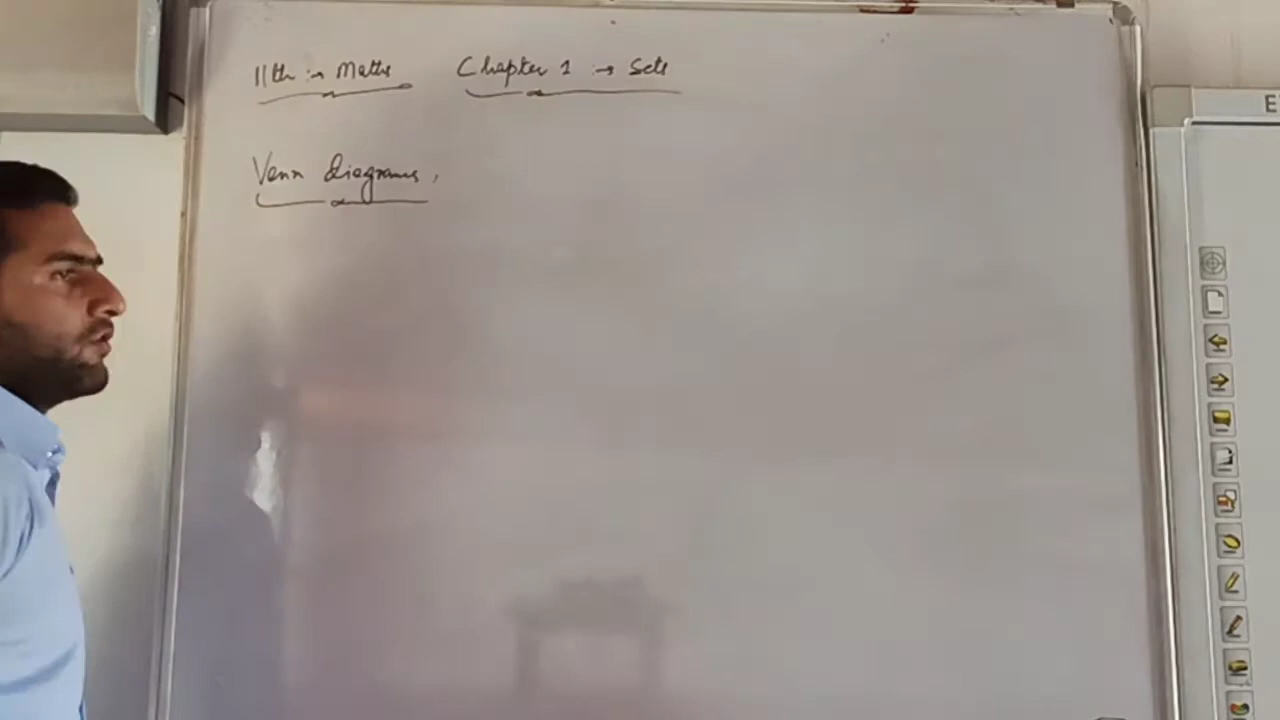 11th :→ Maths Chapter 1 :→ Sets
Venn diagrams,
E